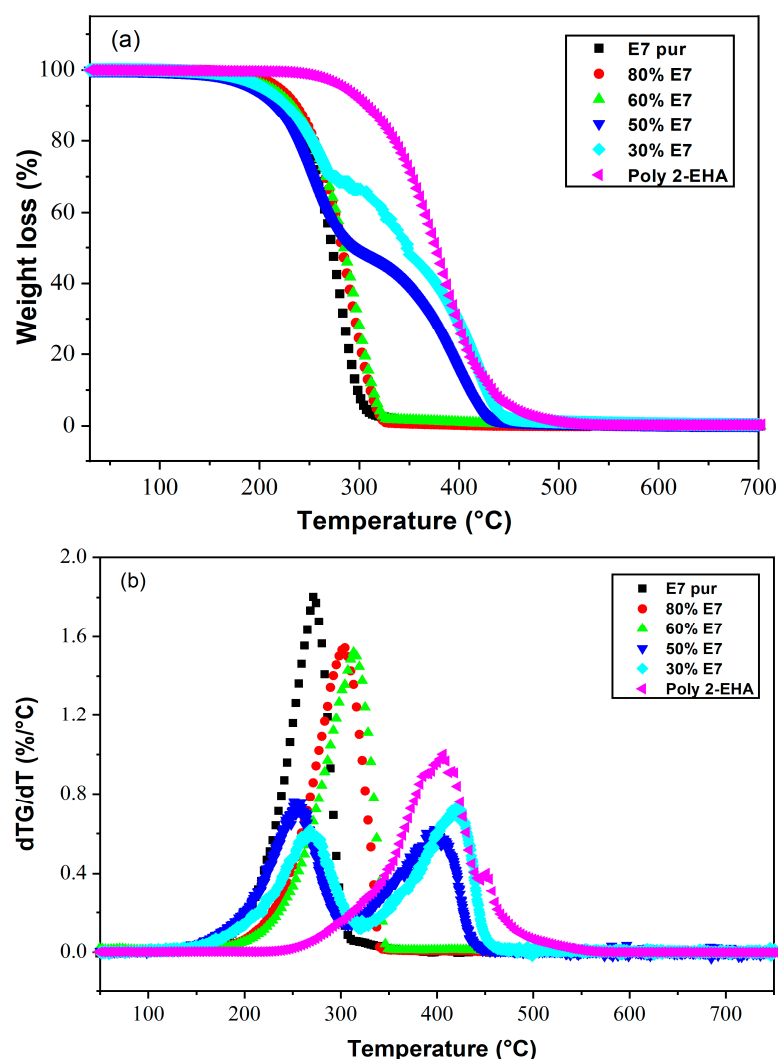 (a)
E7 pur
80% E7
60% E7
50% E7
30% E7
Poly 2-EHA
100
80
60
40
20
0
Weight loss (%)
100 200 300 400 500 600 700
Temperature (°C)
(b)
E7 pur
80% E7
60% E7
50% E7
30% E7
Poly 2-EHA
2.0
1.6
1.2
0.8
0.4
0.0
dTG/dT (%/°C)
100 200 300 400 500 600 700
Temperature (°C)